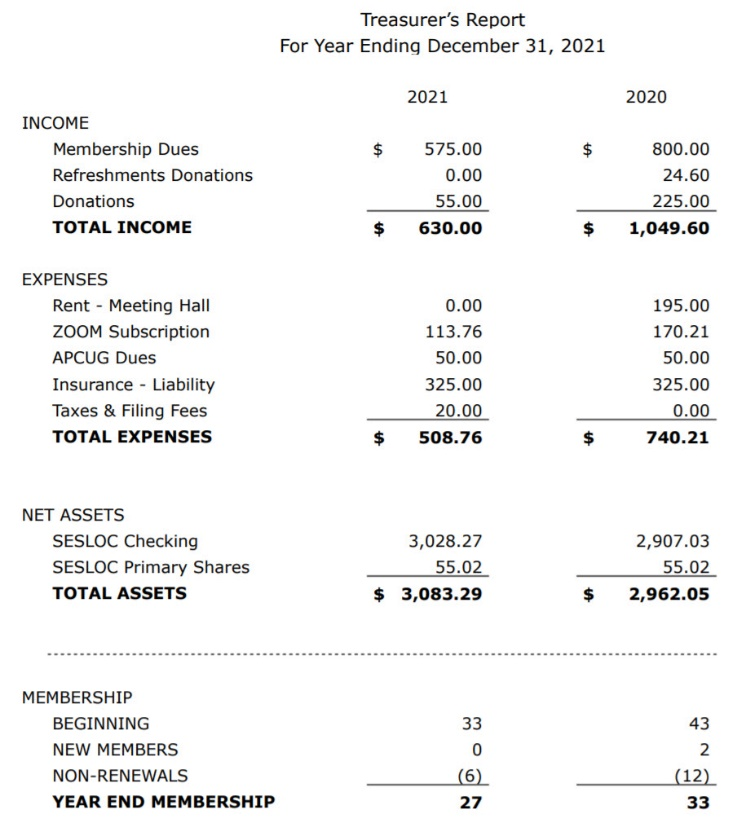 Treasurer's Report
For Year Ending December 31, 2021
2021 2020
INCOME
Membership Dues $ 575.00 $ 800.00
Refreshments Donations 0.00 24.60
Donations 55.00 225.00
TOTAL INCOME $ 630.00 $ 1,049.60
EXPENSES
Rent - Meeting Hall 0.00 195.00
ZOOM Subscription 113.76 170.21
APCUG Dues 50.00 50.00
Insurance - Liability 325.00 325.00
Taxes & Filing Fees 20.00 0.00
TOTAL EXPENSES $ 508.76 $ 740.21
NET ASSETS
SESLOC Checking 3,028.27 2,907.03
SESLOC Primary Shares 55.02 55.02
TOTAL ASSETS $ 3,083.29 $ 2,962.05
MEMBERSHIP
BEGINNING 33 43
NEW MEMBERS 0 2
NON-RENEWALS (6) (12)
YEAR END MEMBERSHIP 27 33